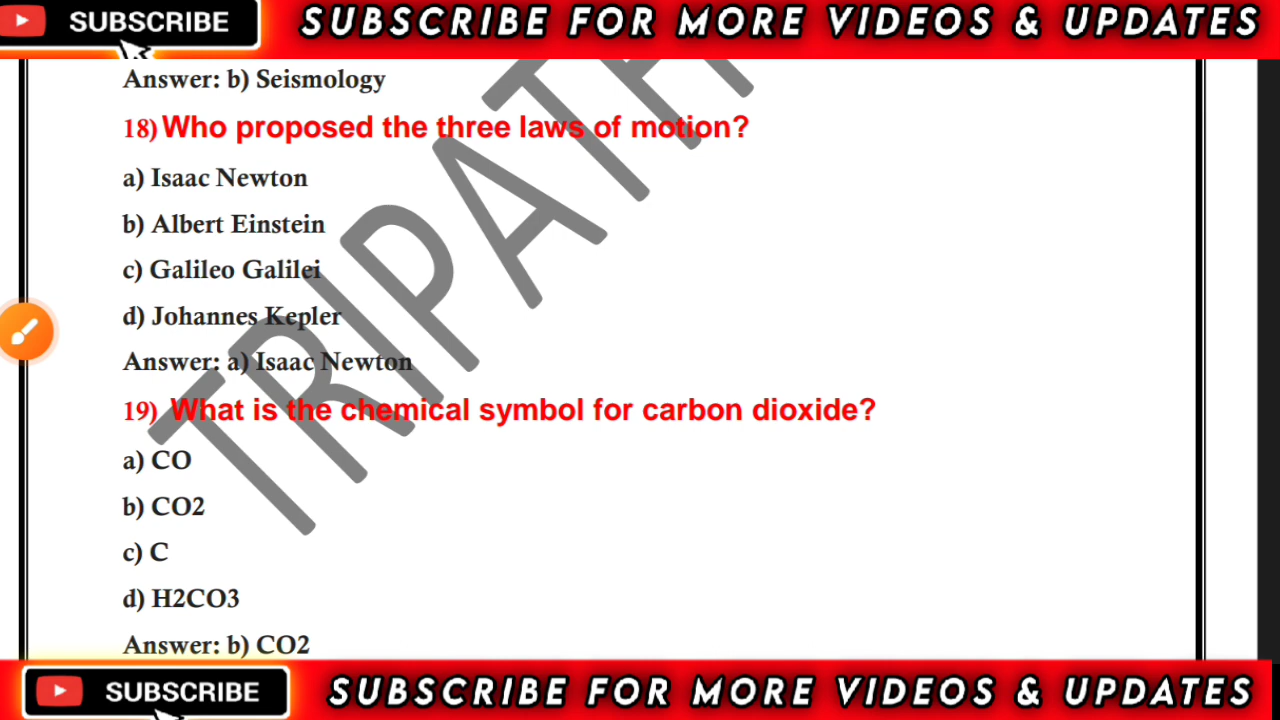 SUBSCRIBE SUBSCRIBE FOR MORE VIDEOS & UPDATES
Answer: b) Seismology
18) Who proposed the three laws of motion?
a) Isaac Newton
b) Albert Einstein
c) Galileo Galilei
d) Johannes Kepler
Answer: a) Isaac Newton
19) What is the chemical symbol for carbon dioxide?
a) CO
b) CO2
c) C
d) H2CO3
Answer: b) CO2
TRIPATH
SUBSCRIBE SUBSCRIBE FOR MORE VIDEOS & UPDATES